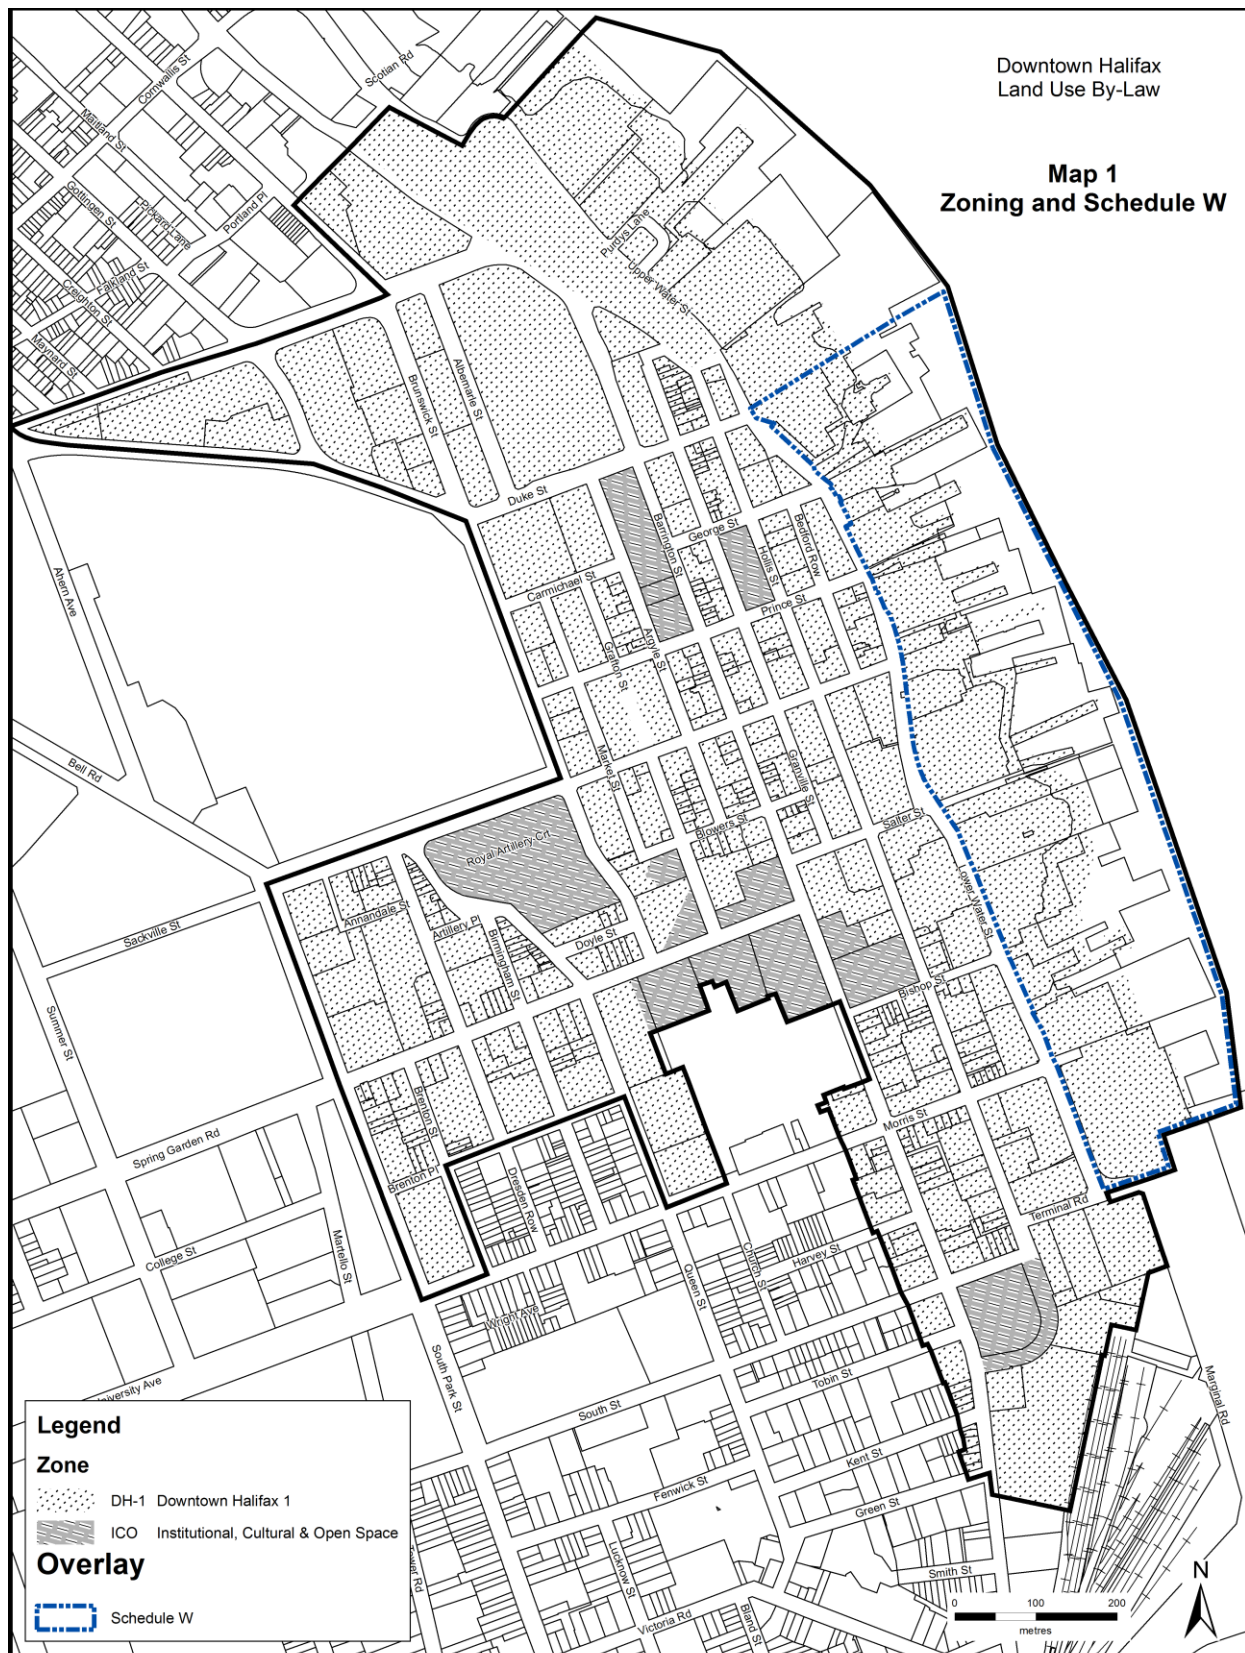 Downtown Halifax
Land Use By-Law
Map 1
Zoning and Schedule W
Scotian Rd
Cornwallis St
Maitland St
Gottingen St
Pickard Lane
Portland Pl
Falkland St
Creighton St
Maynard St
Purdys Lane
Upper Water St
Albemarle St
Brunswick St
Duke St
Barrington St
George St
Hollis St
Bedford Row
Carmichael St
Prince St
Argyle St
Grafton St
Ahern Ave
Bell Rd
Market St
Granville St
Blowers St
Salter St
Royal Artillery Crt
Lower Water St
Annandale St
Artillery Pl
Birmingham St
Doyle St
Sackville St
Bishop St
Summer St
Morris St
Brenton St
Spring Garden Rd
Brenton Pl
Dresden Row
Terminal Rd
College St
Martello St
Church St
Harvey St
Queen St
Wright Ave
Tobin St
South Park St
South St
Marginal Rd
University Ave
Kent St
Fenwick St
Green St
Tower Rd
Lucknow St
Smith St
Victoria Rd
Bland St
Legend
Zone
DH-1 Downtown Halifax 1
ICO Institutional, Cultural & Open Space
Overlay
Schedule W
N
0 100 200
metres